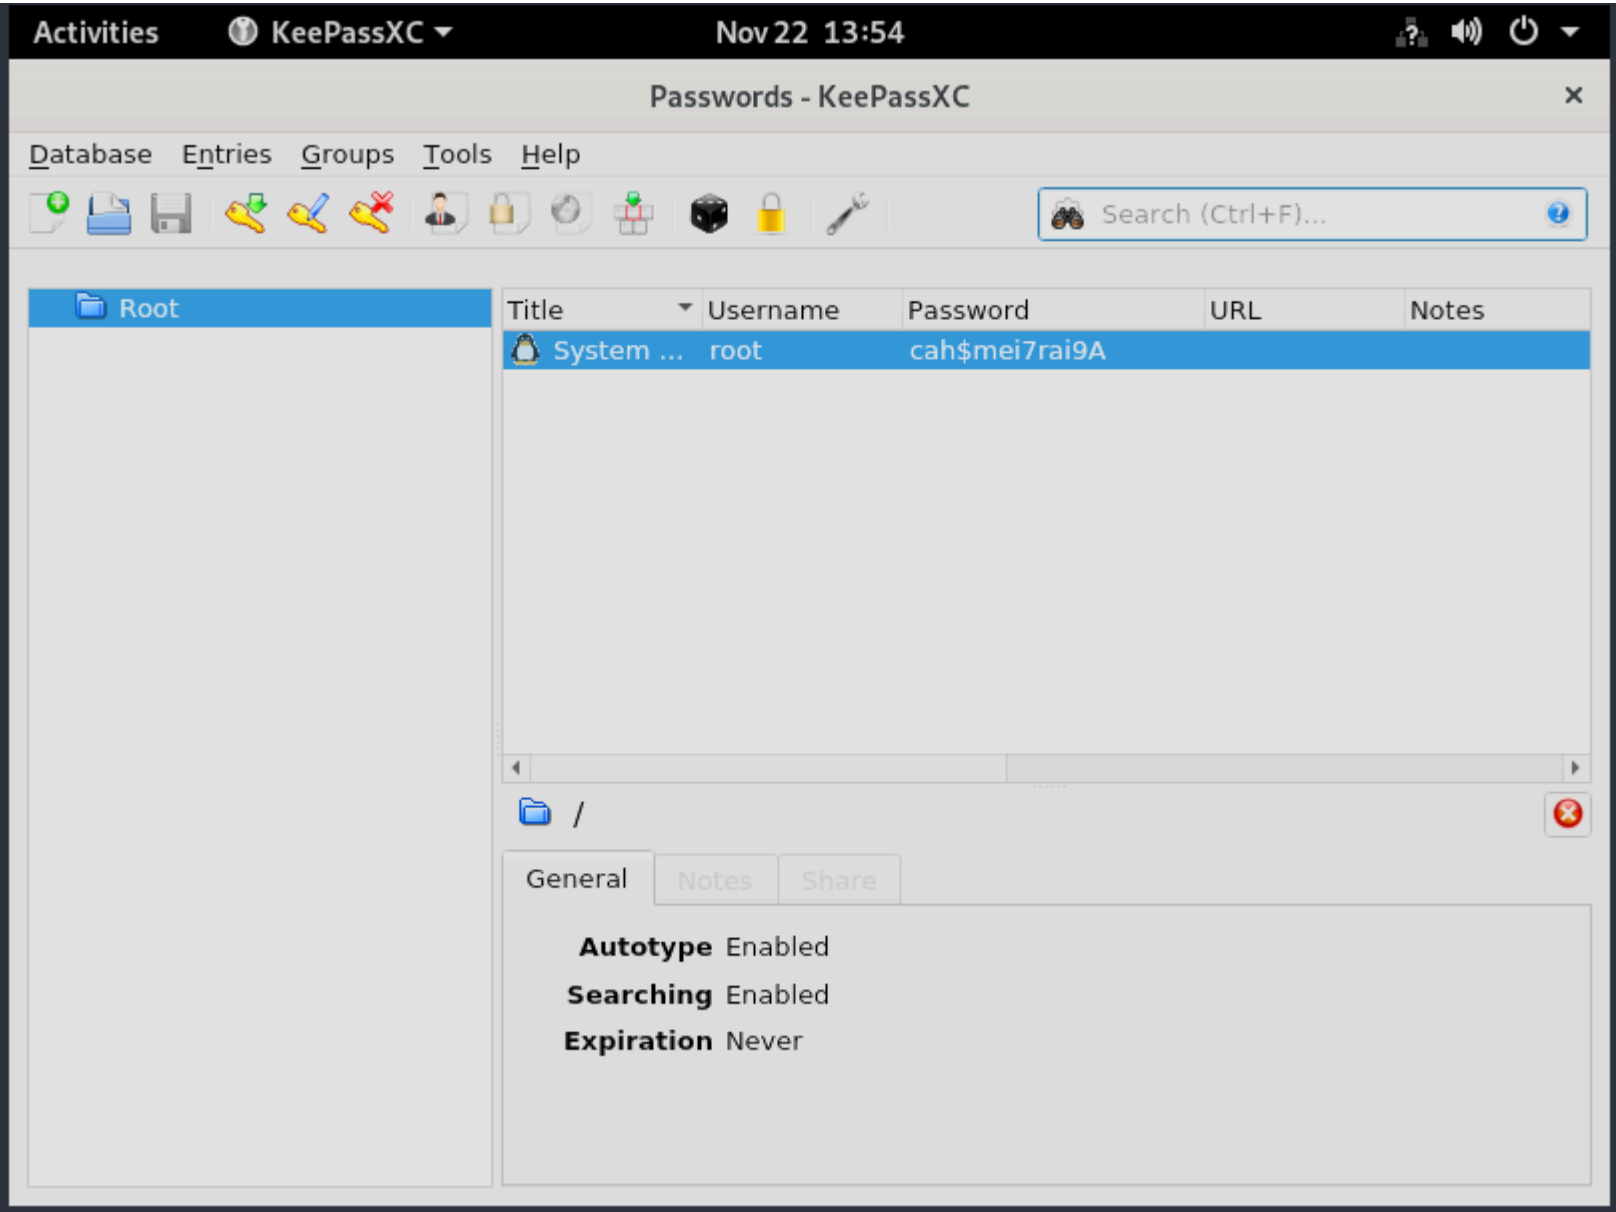 Activities KeePassXC Nov 22 13:54
Passwords - KeePassXC
Database Entries Groups Tools Help
Search (Ctrl+F)...
Root
Title Username Password URL Notes
System ... root cah$mei7rai9A
/
General Notes Share
Autotype Enabled
Searching Enabled
Expiration Never